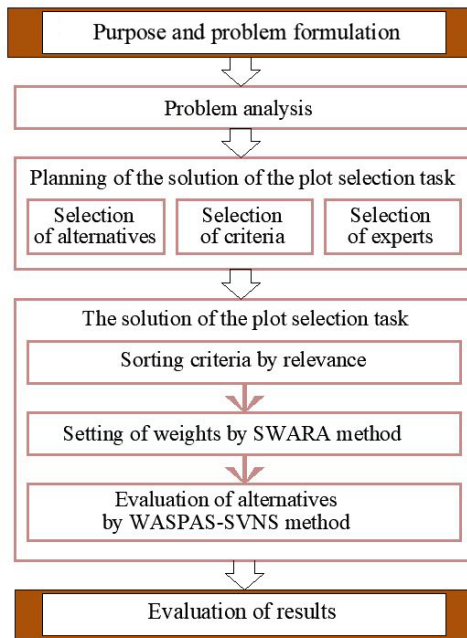 Purpose and problem formulation
Problem analysis
Planning of the solution of the plot selection task
Selection
of alternatives
Selection
of criteria
Selection
of experts
The solution of the plot selection task
Sorting criteria by relevance
Setting of weights by SWARA method
Evaluation of alternatives
by WASPAS-SVNS method
Evaluation of results